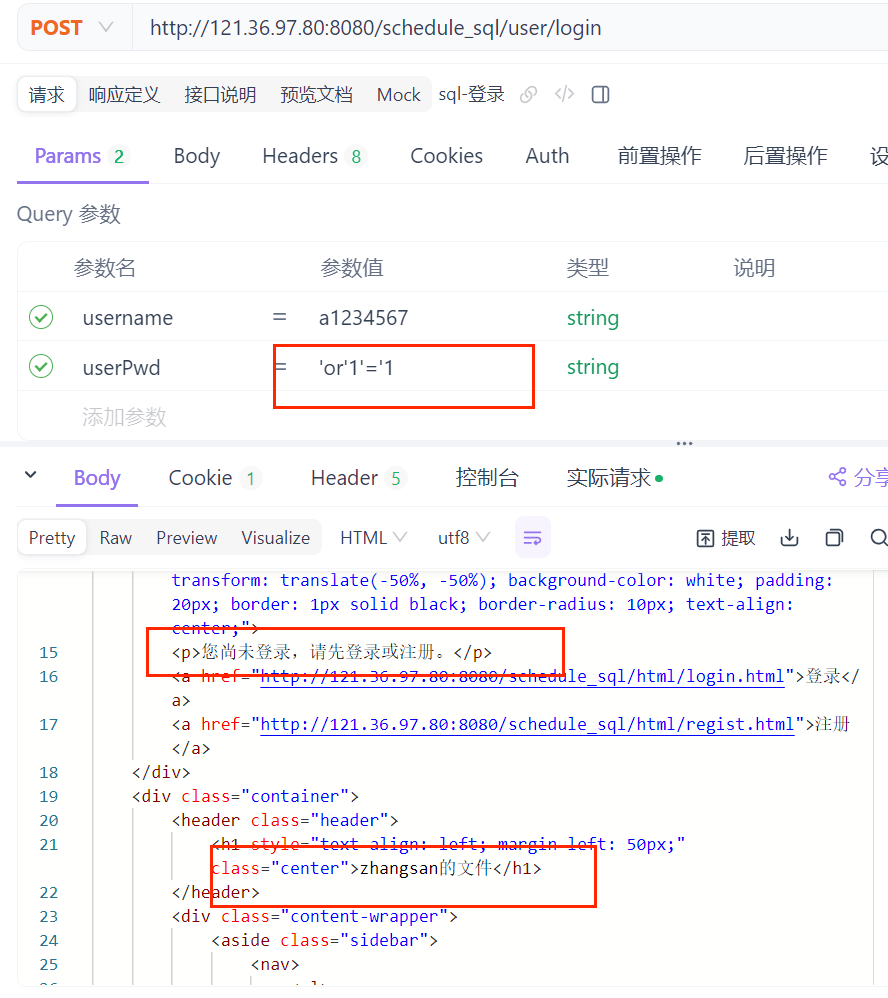 POST http://121.36.97.80:8080/schedule_sql/user/login
请求 响应定义 接口说明 预览文档 Mock sql-登录
Params 2 Body Headers 8 Cookies Auth 前置操作 后置操作 设
Query 参数
参数名 参数值 类型 说明
username = a1234567 string
userPwd = 'or'1'='1 string
添加参数
Body Cookie 1 Header 5 控制台 实际请求 分享
Pretty Raw Preview Visualize HTML utf8 提取
transform: translate(-50%, -50%); background-color: white; padding:
20px; border: 1px solid black; border-radius: 10px; text-align:
center;">
15 <p>您尚未登录，请先登录或注册。</p>
16 <a href="http://121.36.97.80:8080/schedule_sql/html/login.html">登录</
a>
17 <a href="http://121.36.97.80:8080/schedule_sql/html/regist.html">注册
</a>
18 </div>
19 <div class="container">
20 <header class="header">
21 <h1 style="text-align: left; margin-left: 50px;"
class="center">zhangsan的文件</h1>
22 </header>
23 <div class="content-wrapper">
24 <aside class="sidebar">
25 <nav>